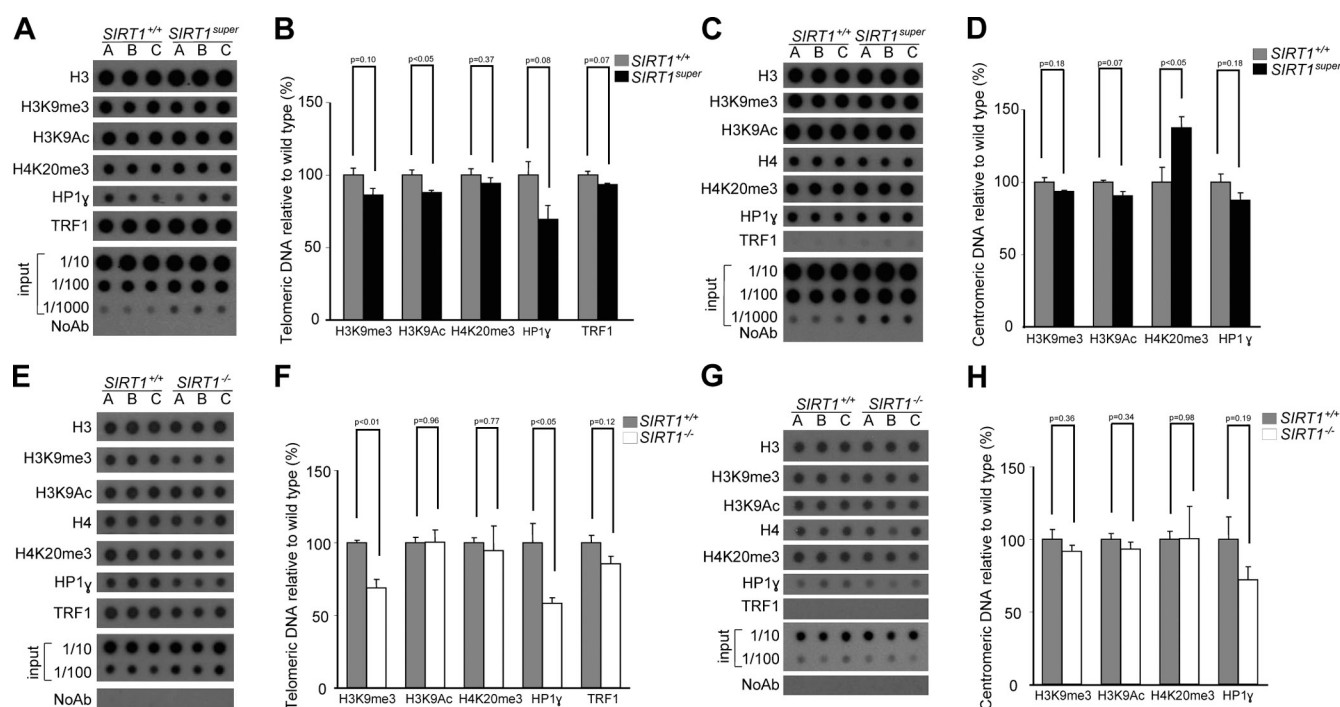 A
SIRT1+/+ SIRT1super
A B C A B C
H3
H3K9me3
H3K9Ac
H4K20me3
HP1ɣ
TRF1
input
1/10
1/100
1/1000
NoAb
B
p=0.10 p<0.05 p=0.37 p=0.08 p=0.07
SIRT1+/+
SIRT1super
Telomeric DNA relative to wild type (%)
150
100
50
0
H3K9me3 H3K9Ac H4K20me3 HP1ɣ TRF1
C
SIRT1+/+ SIRT1super
A B C A B C
H3
H3K9me3
H3K9Ac
H4
H4K20me3
HP1ɣ
TRF1
input
1/10
1/100
1/1000
NoAb
D
p=0.18 p=0.07 p<0.05 p=0.18
SIRT1+/+
SIRT1super
Centromeric DNA relative to wild type (%)
150
100
50
0
H3K9me3 H3K9Ac H4K20me3 HP1ɣ
E
SIRT1+/+ SIRT1-/-
A B C A B C
H3
H3K9me3
H3K9Ac
H4
H4K20me3
HP1ɣ
TRF1
input
1/10
1/100
NoAb
F
p<0.01 p=0.96 p=0.77 p<0.05 p=0.12
SIRT1+/+
SIRT1-/-
Telomeric DNA relative to wild type (%)
150
100
50
0
H3K9me3 H3K9Ac H4K20me3 HP1ɣ TRF1
G
SIRT1+/+ SIRT1-/-
A B C A B C
H3
H3K9me3
H3K9Ac
H4
H4K20me3
HP1ɣ
TRF1
input
1/10
1/100
NoAb
H
p=0.36 p=0.34 p=0.98 p=0.19
SIRT1+/+
SIRT1-/-
Centromeric DNA relative to wild type (%)
150
100
50
0
H3K9me3 H3K9Ac H4K20me3 HP1ɣ